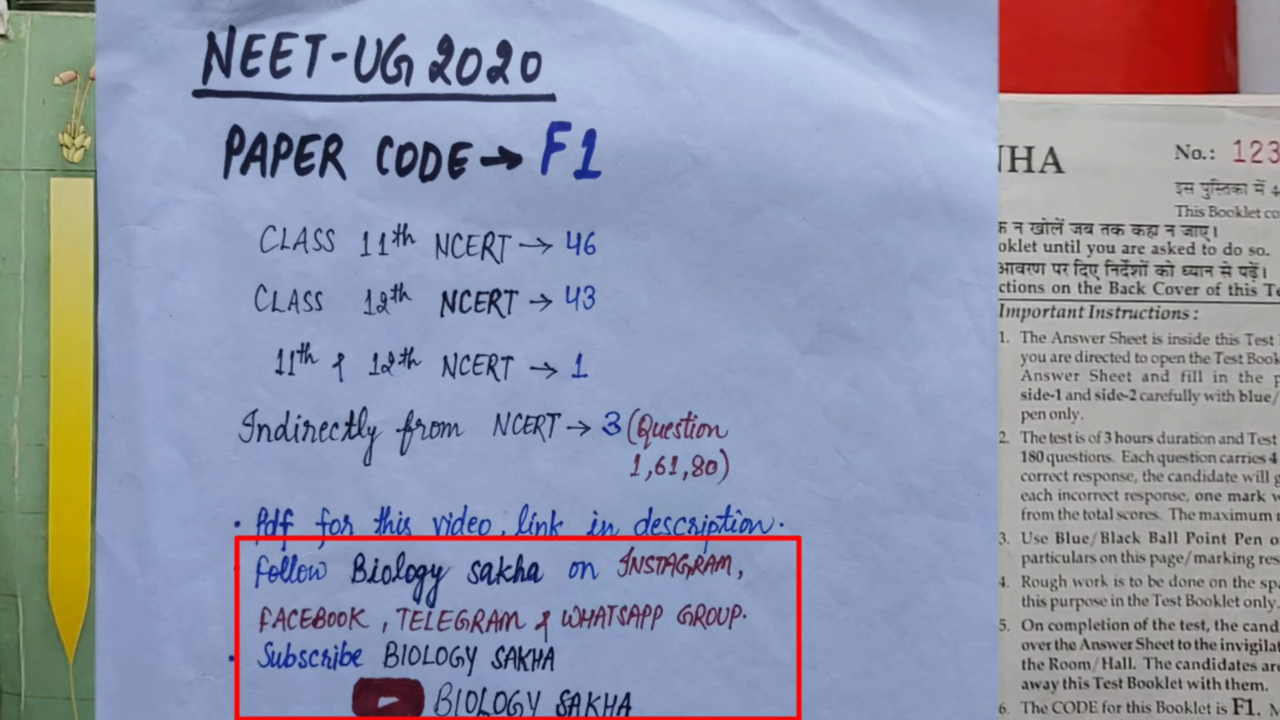 NEET-UG 2020
PAPER CODE → F1
CLASS 11th NCERT → 46
CLASS 12th NCERT → 43
11th & 12th NCERT → 1
Indirectly from NCERT → 3 (Question
1,61,80)
• Pdf for this video, link in description.
Follow Biology sakha on INSTAGRAM,
FACEBOOK, TELEGRAM & WHATSAPP GROUP.
• Subscribe BIOLOGY SAKHA
BIOLOGY SAKHA
NHA
No.: 123
इस पुस्तिका में 4
This Booklet co
न खोलें जब तक कहा न जाए।
oklet until you are asked to do so.
आवरण पर दिए निर्देशों को ध्यान से पढ़ें।
ctions on the Back Cover of this Te
Important Instructions :
1. The Answer Sheet is inside this Test
you are directed to open the Test Book
Answer Sheet and fill in the p
side-1 and side-2 carefully with blue/
pen only.
2. The test is of 3 hours duration and Test
180 questions. Each question carries 4
correct response, the candidate will g
each incorrect response, one mark w
from the total scores. The maximum
3. Use Blue/Black Ball Point Pen o
particulars on this page/marking res
4. Rough work is to be done on the sp
this purpose in the Test Booklet only
5. On completion of the test, the cand
over the Answer Sheet to the invigilat
the Room/Hall. The candidates are
away this Test Booklet with them.
6. The CODE for this Booklet is F1. M